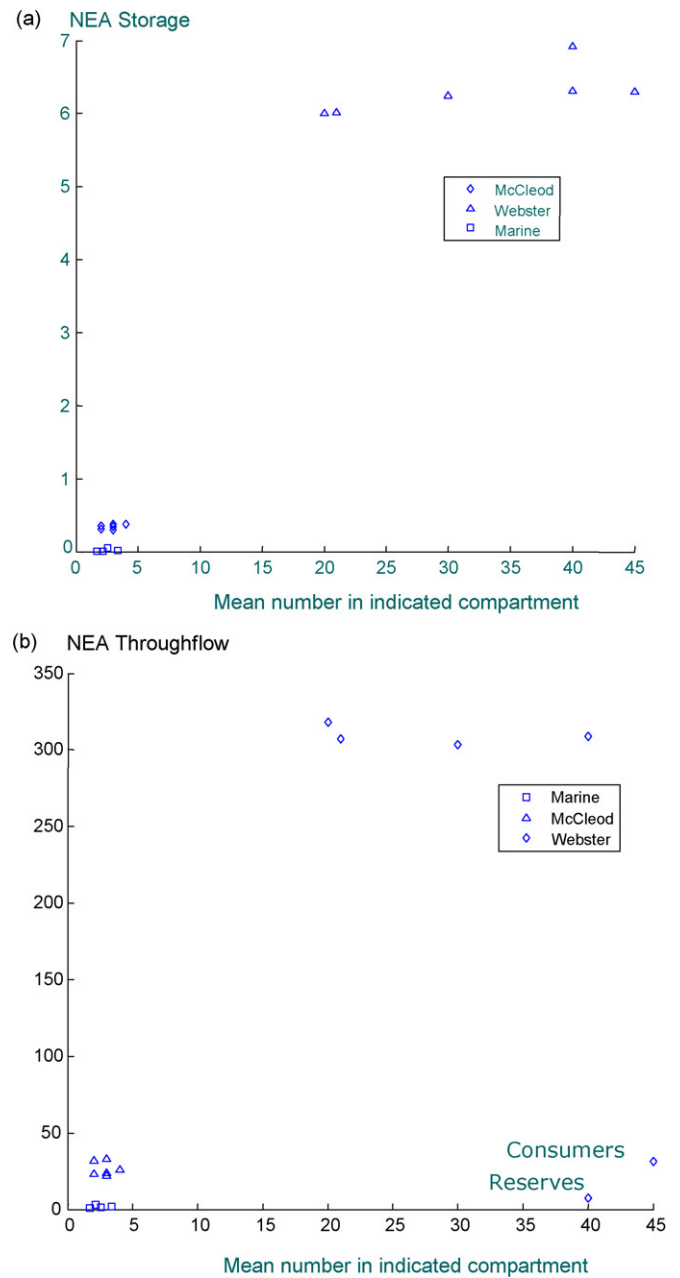 (a) NEA Storage
7
6
5
4
3
2
1
0
McCleod
Webster
Marine
0 5 10 15 20 25 30 35 40 45
Mean number in indicated compartment
(b) NEA Throughflow
350
300
250
200
150
100
50
0
Marine
McCleod
Webster
Consumers
Reserves
0 5 10 15 20 25 30 35 40 45
Mean number in indicated compartment